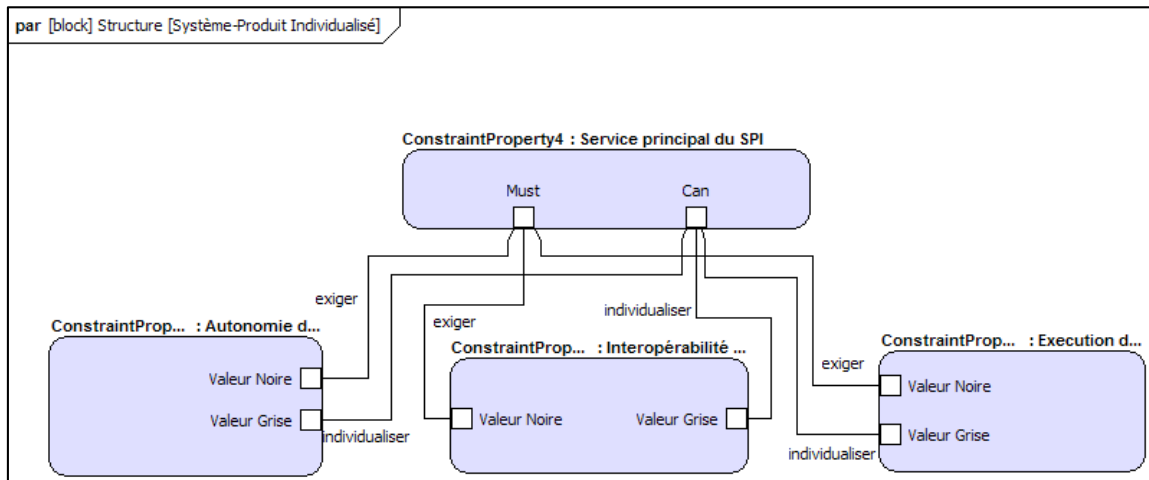 par [block] Structure [Système-Produit Individualisé]
ConstraintProperty4 : Service principal du SPI
Must Can
exiger
exiger
individualiser
ConstraintProp... : Autonomie d...
ConstraintProp... : Interopérabilité ...
ConstraintProp... : Execution d...
exiger
Valeur Noire
Valeur Noire
Valeur Grise
Valeur Noire
Valeur Grise
Valeur Grise
individualiser
individualiser